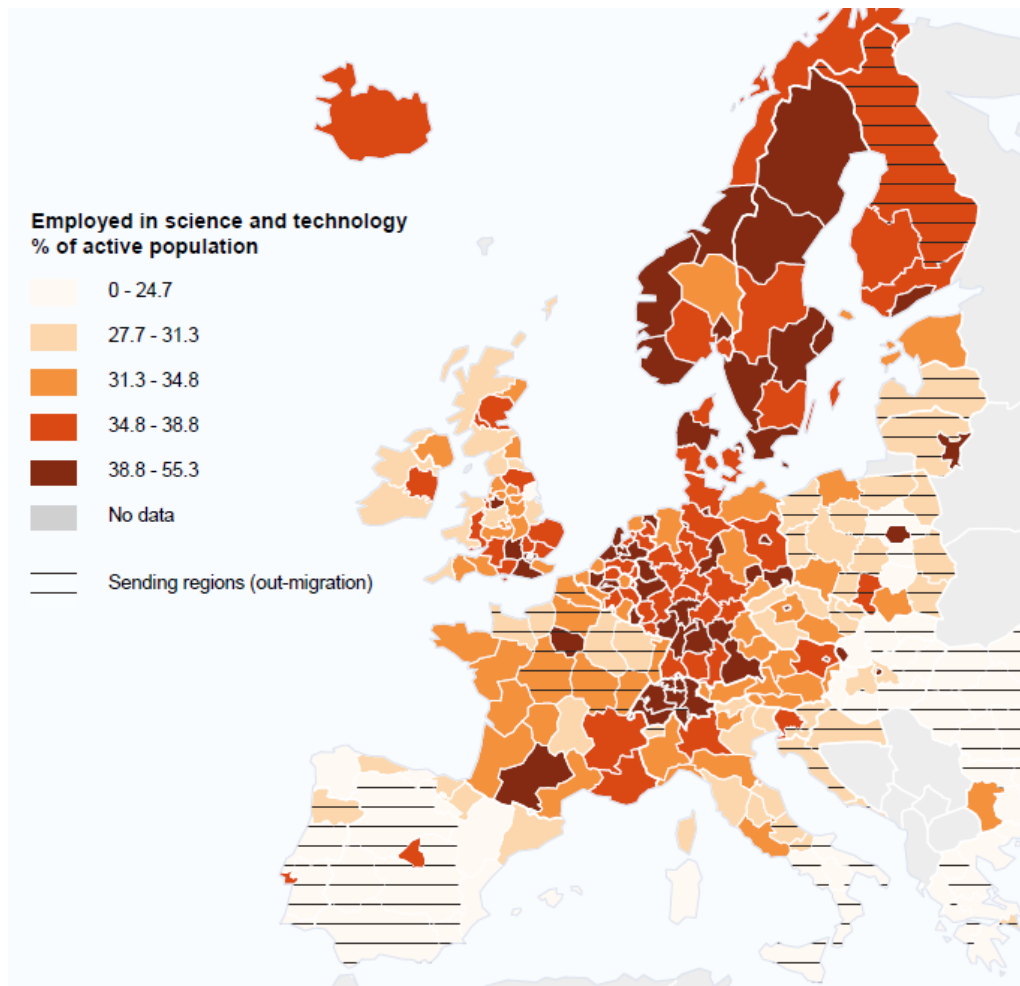 Employed in science and technology
% of active population
0 - 24.7
27.7 - 31.3
31.3 - 34.8
34.8 - 38.8
38.8 - 55.3
No data
Sending regions (out-migration)